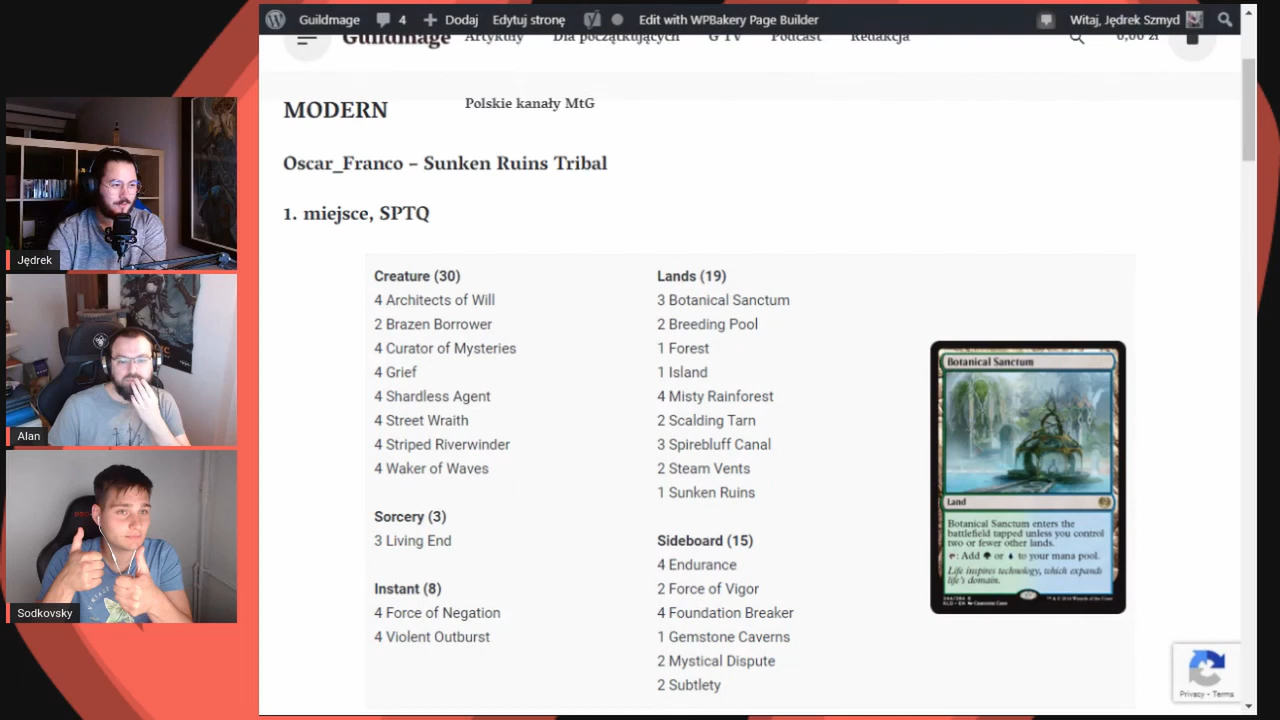 Guildmage 4 Dodaj Edytuj stronę Edit with WPBakery Page Builder Witaj, Jędrek Szmyd
Guildmage Artykuły Dla początkujących G TV Podcast Redakcja 0,00 zł
Polskie kanały MtG
MODERN
Oscar_Franco – Sunken Ruins Tribal
1. miejsce, SPTQ
Creature (30)
4 Architects of Will
2 Brazen Borrower
4 Curator of Mysteries
4 Grief
4 Shardless Agent
4 Street Wraith
4 Striped Riverwinder
4 Waker of Waves
Sorcery (3)
3 Living End
Instant (8)
4 Force of Negation
4 Violent Outburst
Lands (19)
3 Botanical Sanctum
2 Breeding Pool
1 Forest
1 Island
4 Misty Rainforest
2 Scalding Tarn
3 Spirebluff Canal
2 Steam Vents
1 Sunken Ruins
Sideboard (15)
4 Endurance
2 Force of Vigor
4 Foundation Breaker
1 Gemstone Caverns
2 Mystical Dispute
2 Subtlety
Botanical Sanctum
Land
Botanical Sanctum enters the
battlefield tapped unless you control
two or fewer other lands.
: Add or to your mana pool.
Life inspires technology, which expands
life's domain.
Privacy - Terms
Jędrek
Alan
Sodkovsky